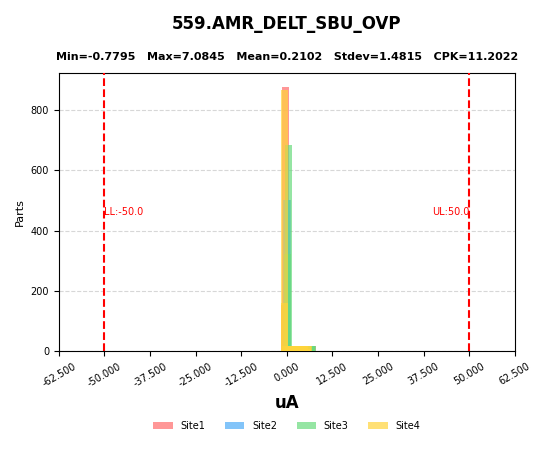 559.AMR_DELT_SBU_OVP
Min=-0.7795 Max=7.0845 Mean=0.2102 Stdev=1.4815 CPK=11.2022
Parts
800
600
400
200
0
LL:-50.0
UL:50.0
-62.500 -50.000 -37.500 -25.000 -12.500 0.000 12.500 25.000 37.500 50.000 62.500
uA
Site1 Site2 Site3 Site4